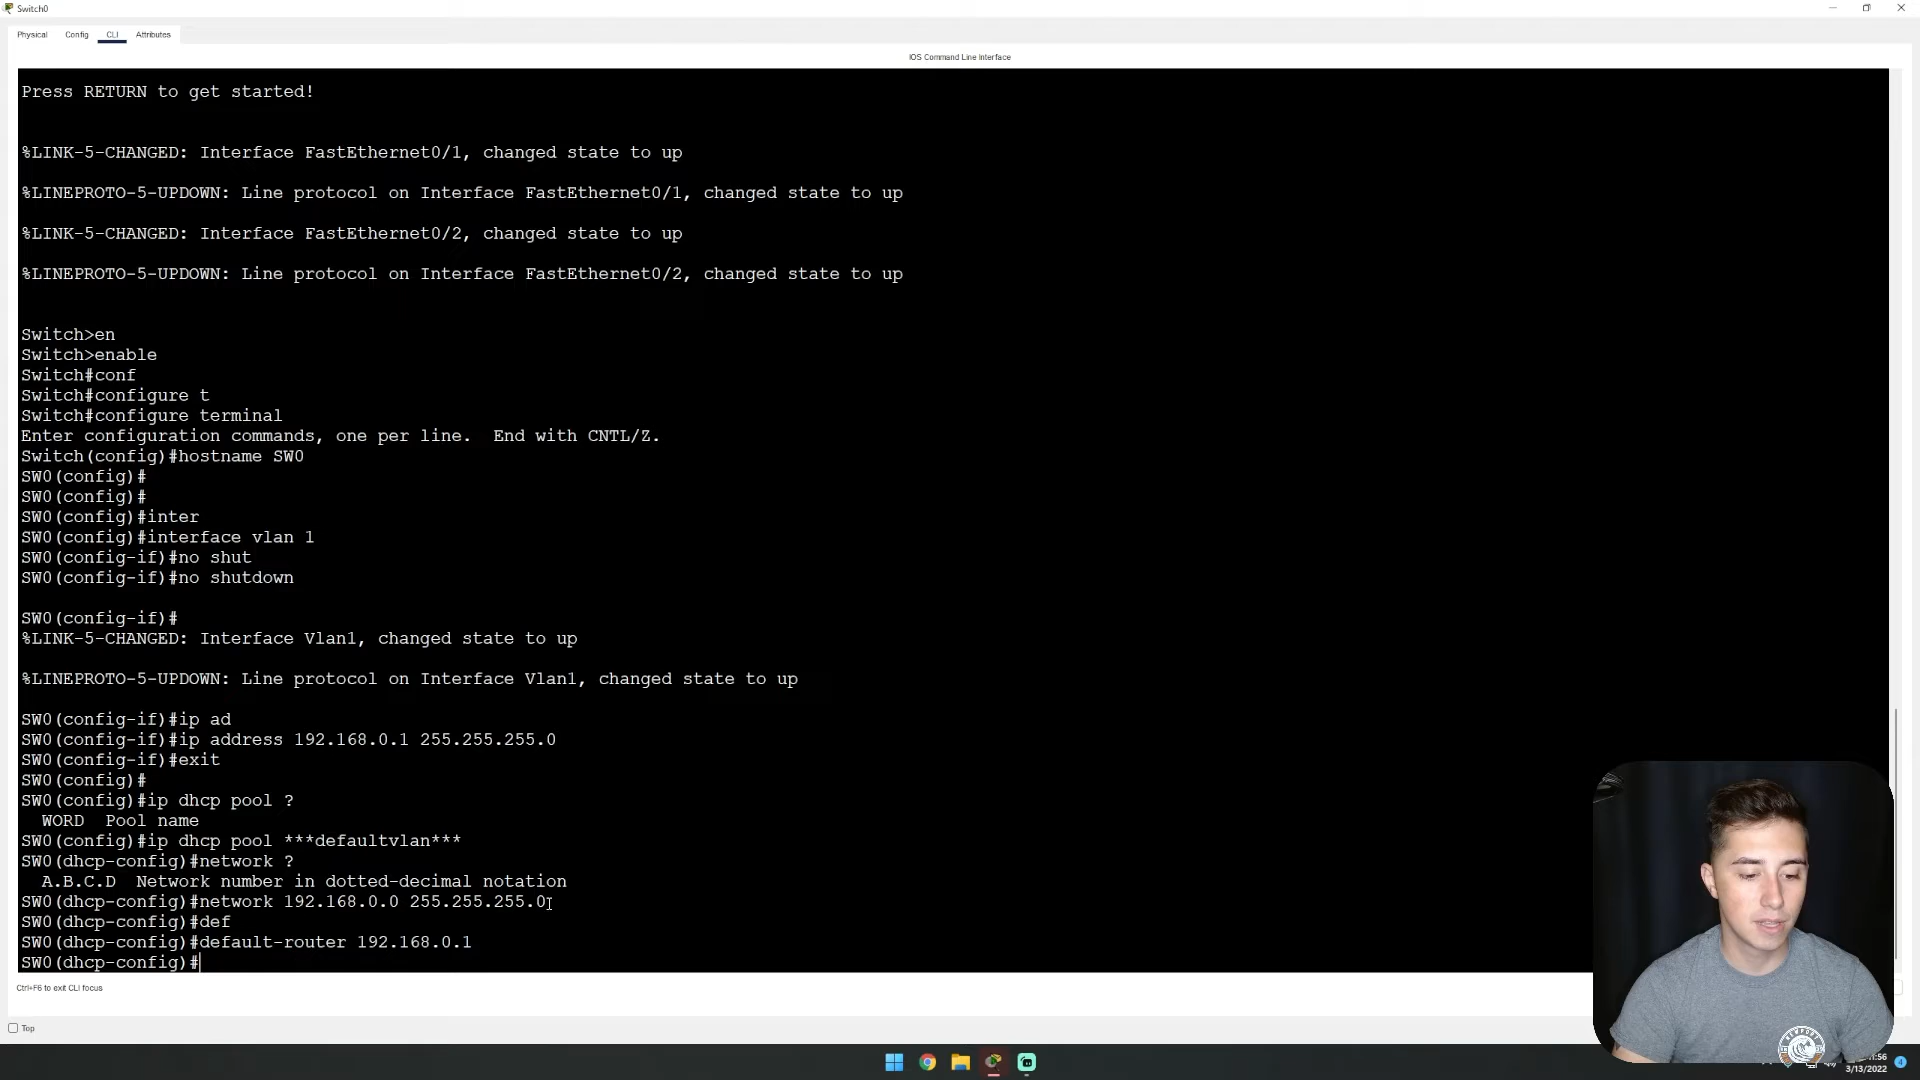 Switch0
Physical Config CLI Attributes
IOS Command Line Interface
Press RETURN to get started!
%LINK-5-CHANGED: Interface FastEthernet0/1, changed state to up
%LINEPROTO-5-UPDOWN: Line protocol on Interface FastEthernet0/1, changed state to up
%LINK-5-CHANGED: Interface FastEthernet0/2, changed state to up
%LINEPROTO-5-UPDOWN: Line protocol on Interface FastEthernet0/2, changed state to up
Switch>en
Switch>enable
Switch#conf
Switch#configure t
Switch#configure terminal
Enter configuration commands, one per line.  End with CNTL/Z.
Switch(config)#hostname SW0
SW0(config)#
SW0(config)#
SW0(config)#inter
SW0(config)#interface vlan 1
SW0(config-if)#no shut
SW0(config-if)#no shutdown
SW0(config-if)#
%LINK-5-CHANGED: Interface Vlan1, changed state to up
%LINEPROTO-5-UPDOWN: Line protocol on Interface Vlan1, changed state to up
SW0(config-if)#ip ad
SW0(config-if)#ip address 192.168.0.1 255.255.255.0
SW0(config-if)#exit
SW0(config)#
SW0(config)#ip dhcp pool ?
WORD  Pool name
SW0(config)#ip dhcp pool ***defaultvlan***
SW0(dhcp-config)#network ?
A.B.C.D  Network number in dotted-decimal notation
SW0(dhcp-config)#network 192.168.0.0 255.255.255.0
SW0(dhcp-config)#def
SW0(dhcp-config)#default-router 192.168.0.1
SW0(dhcp-config)#
Ctrl+F6 to exit CLI focus
Top
3/13/2022
4